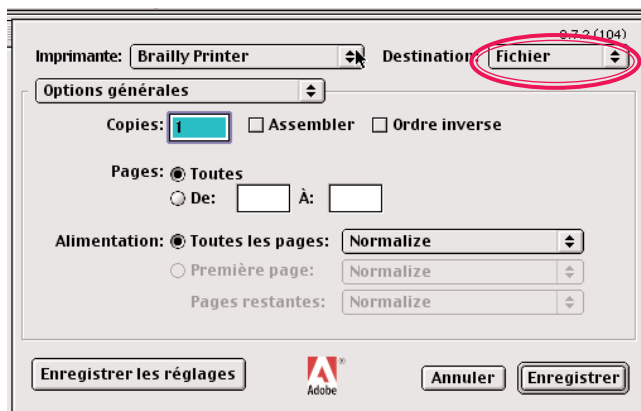 8.7.2 (104)
Imprimante: Brailly Printer Destination: Fichier
Options générales
Copies: 1 Assembler Ordre inverse
Pages: Toutes
De: À:
Alimentation: Toutes les pages: Normalize
Première page: Normalize
Pages restantes: Normalize
Enregistrer les réglages Adobe ® Annuler Enregistrer